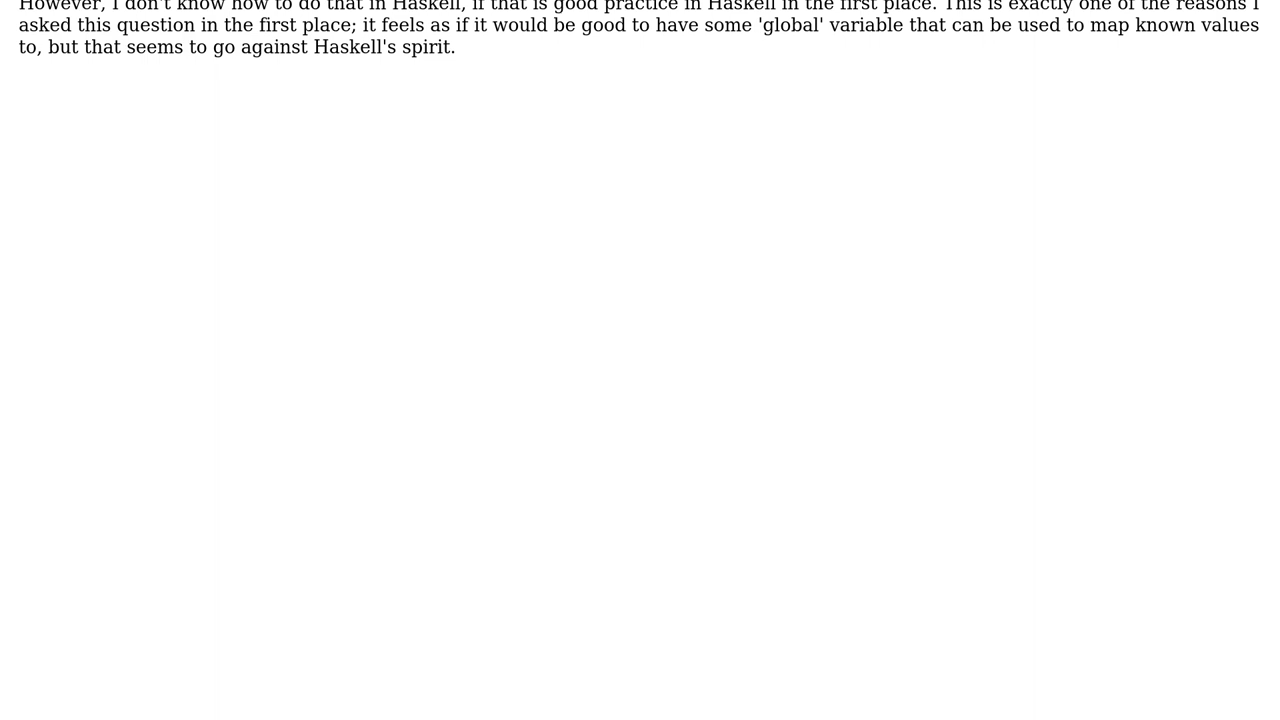 However, I don't know how to do that in Haskell, if that is good practice in Haskell in the first place. This is exactly one of the reasons I
asked this question in the first place; it feels as if it would be good to have some 'global' variable that can be used to map known values
to, but that seems to go against Haskell's spirit.